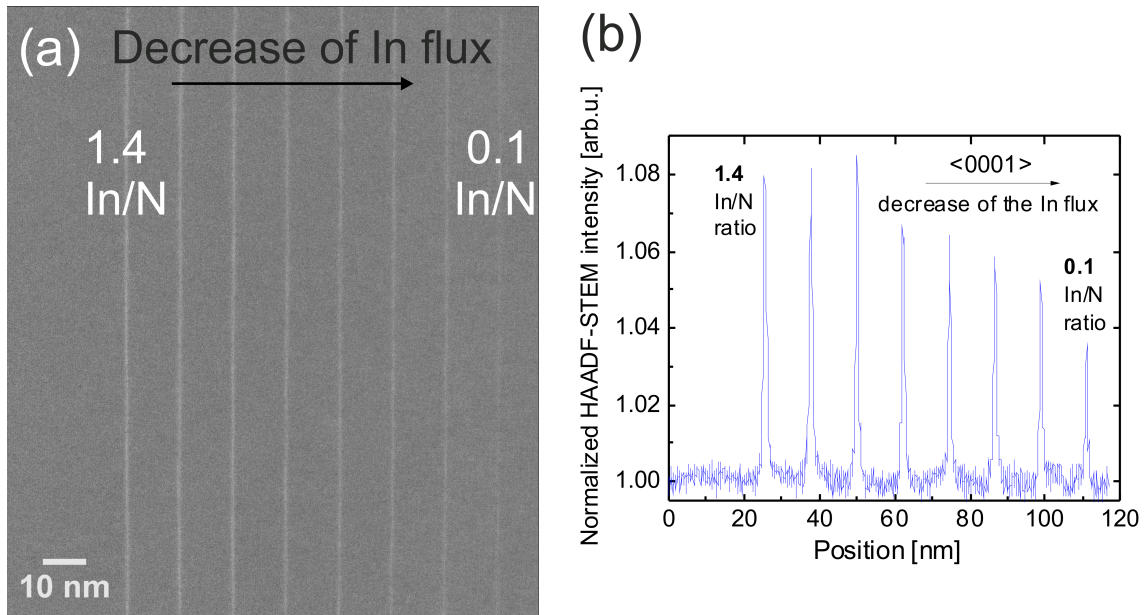 (a)
Decrease of In flux
1.4
In/N
0.1
In/N
10 nm
(b)
Normalized HAADF-STEM intensity [arb.u.]
1.08
1.06
1.04
1.02
1.00
1.4
In/N
ratio
<0001>
decrease of the In flux
0.1
In/N
ratio
0
20
40
60
80
100
120
Position [nm]